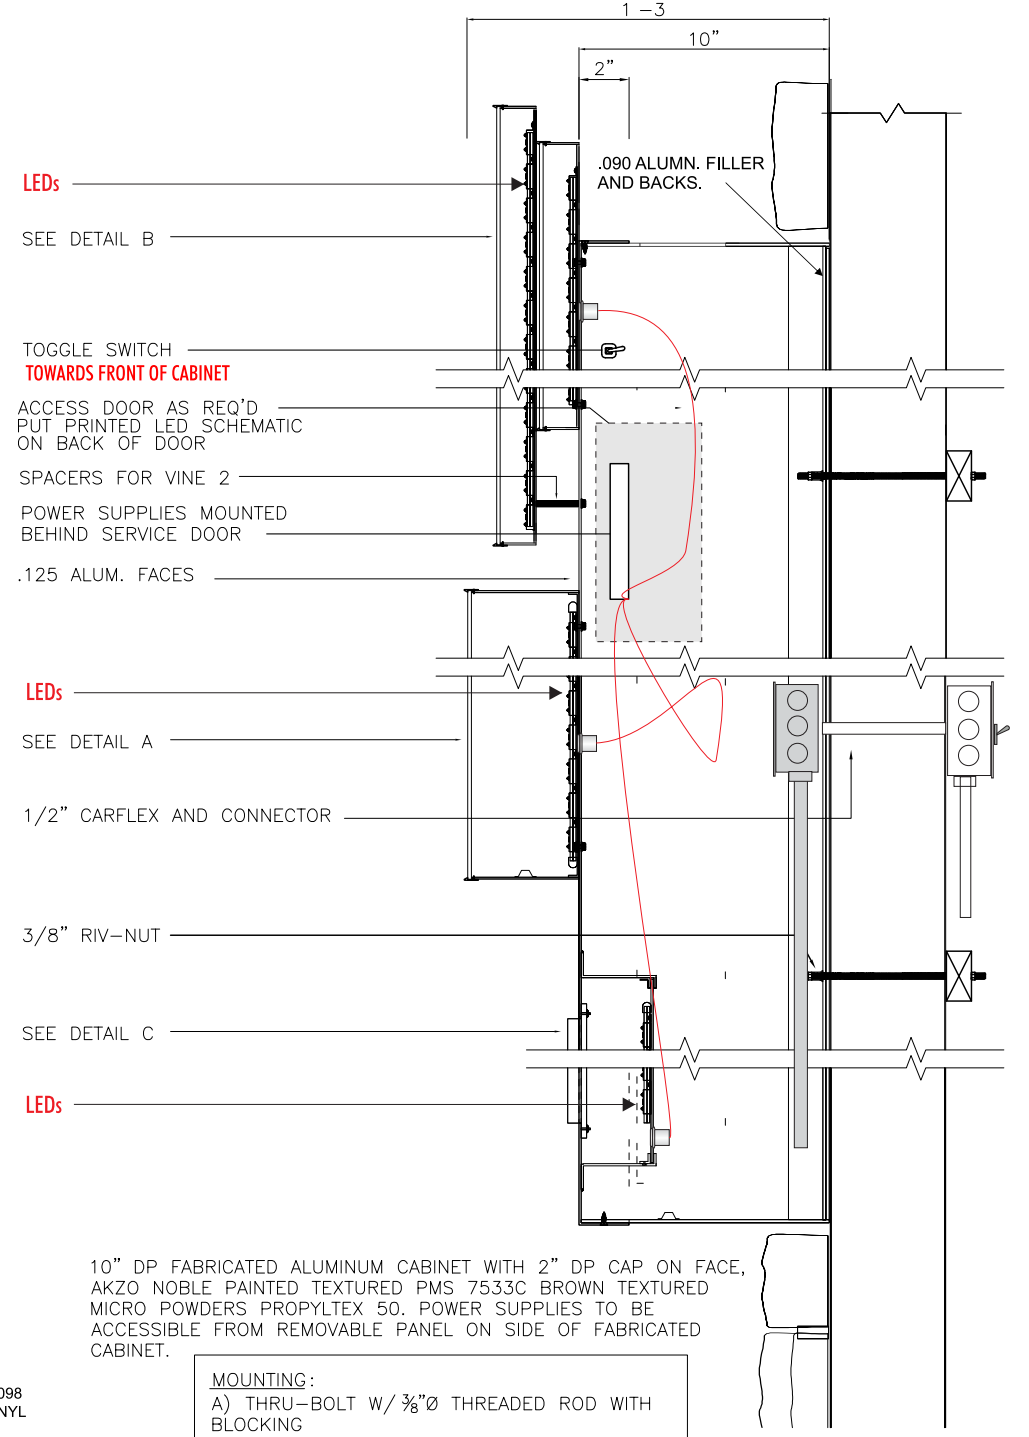 1 –3
10”
2”
.090 ALUMN. FILLER
AND BACKS.
LEDs
SEE DETAIL B
TOGGLE SWITCH
TOWARDS FRONT OF CABINET
ACCESS DOOR AS REQ’D
PUT PRINTED LED SCHEMATIC
ON BACK OF DOOR
SPACERS FOR VINE 2
POWER SUPPLIES MOUNTED
BEHIND SERVICE DOOR
.125 ALUM. FACES
LEDs
SEE DETAIL A
1/2” CARFLEX AND CONNECTOR
3/8” RIV–NUT
SEE DETAIL C
LEDs
10” DP FABRICATED ALUMINUM CABINET WITH 2” DP CAP ON FACE,
AKZO NOBLE PAINTED TEXTURED PMS 7533C BROWN TEXTURED
MICRO POWDERS PROPYLTEX 50. POWER SUPPLIES TO BE
ACCESSIBLE FROM REMOVABLE PANEL ON SIDE OF FABRICATED
CABINET.
098
NYL
MOUNTING:
A) THRU–BOLT W/ ⅜”Ø THREADED ROD WITH
BLOCKING